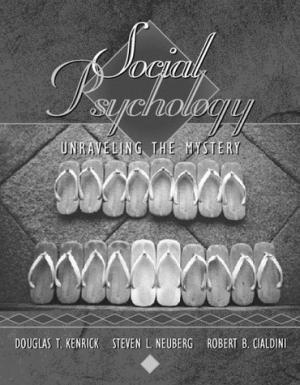 Social
Psychology
UNRAVELING THE MYSTERY
DOUGLAS T. KENRICK STEVEN L. NEUBERG ROBERT B. CIALDINI